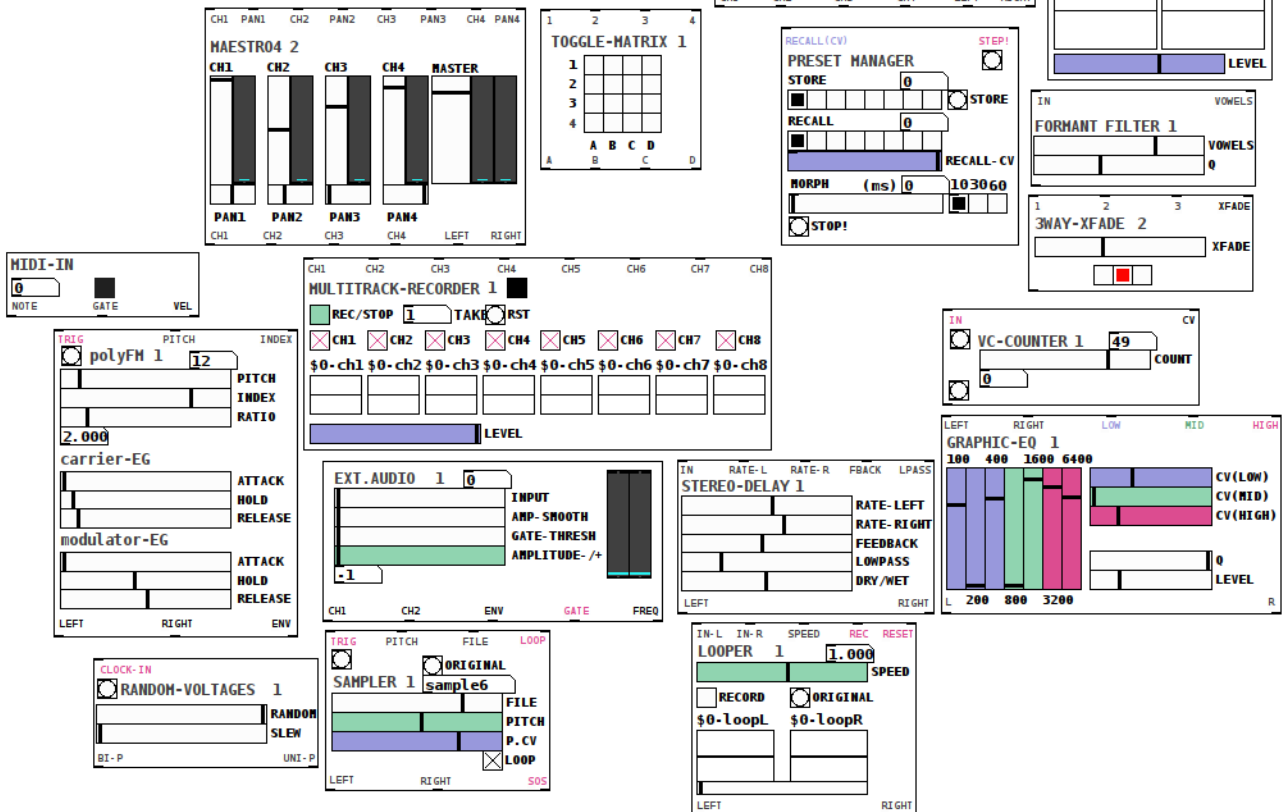 CH1 PAN1 CH2 PAN2 CH3 PAN3 CH4 PAN4
MAESTRO4 2
CH1 CH2 CH3 CH4 MASTER
PAN1 PAN2 PAN3 PAN4
CH1 CH2 CH3 CH4 LEFT RIGHT
1 2 3 4
TOGGLE-MATRIX 1
1
2
3
4
A B C D
A B C D
RECALL(CV) STEP!
PRESET MANAGER
STORE 0
STORE
RECALL 0
RECALL-CV
MORPH (ms) 0 10 30 60
STOP!
LEVEL
IN VOWELS
FORMANT FILTER 1
VOWELS
Q
1 2 3 XFADE
3WAY-XFADE 2
XFADE
MIDI-IN
0
NOTE GATE VEL
CH1 CH2 CH3 CH4 CH5 CH6 CH7 CH8
MULTITRACK-RECORDER 1
REC/STOP 1 TAKE RST
CH1 CH2 CH3 CH4 CH5 CH6 CH7 CH8
$0-ch1 $0-ch2 $0-ch3 $0-ch4 $0-ch5 $0-ch6 $0-ch7 $0-ch8
LEVEL
IN CV
VC-COUNTER 1 49
COUNT
0
TRIG PITCH INDEX
polyFM 1 12
PITCH
INDEX
RATIO
2.000
carrier-EG
ATTACK
HOLD
RELEASE
modulator-EG
ATTACK
HOLD
RELEASE
LEFT RIGHT ENV
EXT.AUDIO 1 0
INPUT
AMP-SMOOTH
GATE-THRESH
AMPLITUDE-/+
-1
CH1 CH2 ENV GATE FREQ
IN RATE-L RATE-R FBACK LPASS
STEREO-DELAY 1
RATE-LEFT
RATE-RIGHT
FEEDBACK
LOWPASS
DRY/WET
LEFT RIGHT
LEFT RIGHT LOW MID HIGH
GRAPHIC-EQ 1
100 400 1600 6400
CV(LOW)
CV(MID)
CV(HIGH)
Q
LEVEL
L 200 800 3200 R
CLOCK-IN
RANDOM-VOLTAGES 1
RANDOM
SLEW
BI-P UNI-P
TRIG PITCH FILE LOOP
ORIGINAL
SAMPLER 1 sample6
FILE
PITCH
P.CV
LOOP
LEFT RIGHT SOS
IN-L IN-R SPEED REC RESET
LOOPER 1 1.000
SPEED
RECORD ORIGINAL
$0-loopL $0-loopR
LEFT RIGHT